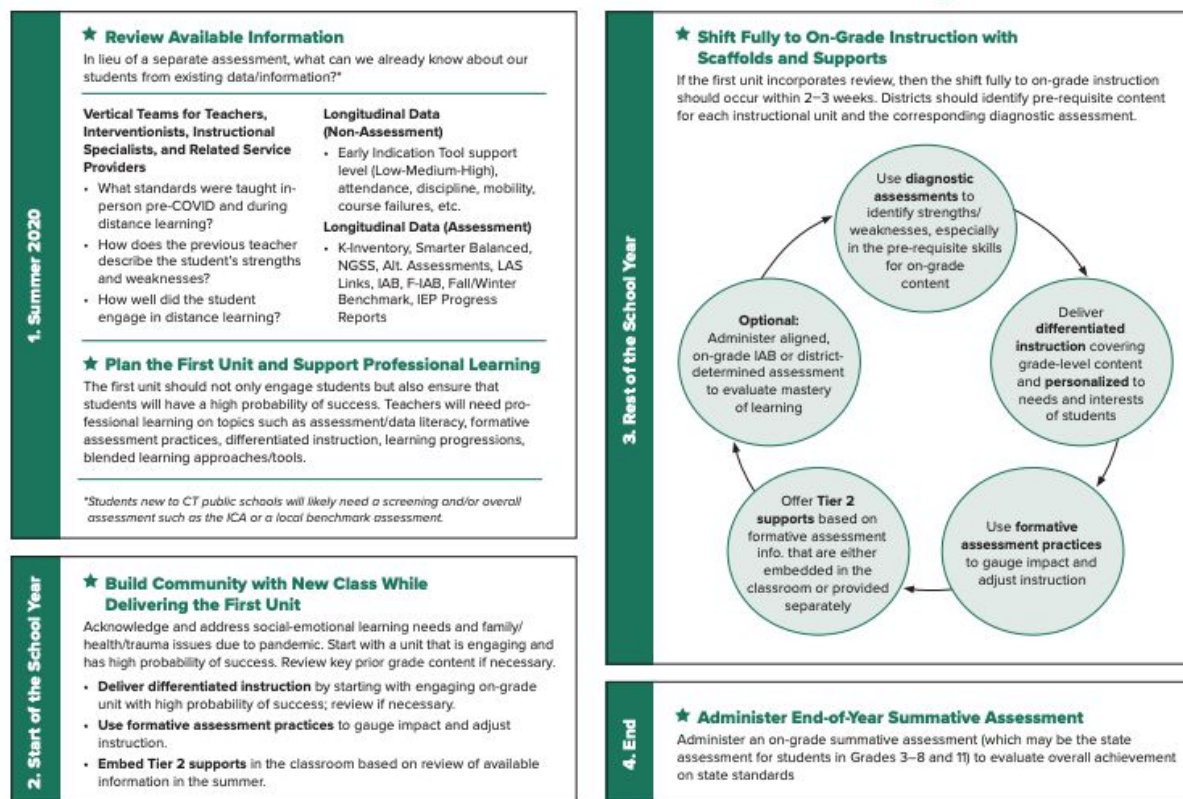 1. Summer 2020
★ Review Available Information
In lieu of a separate assessment, what can we already know about our
students from existing data/information?*
Vertical Teams for Teachers,
Interventionists, Instructional
Specialists, and Related Service
Providers
• What standards were taught in-
person pre-COVID and during
distance learning?
• How does the previous teacher
describe the student's strengths
and weaknesses?
• How well did the student
engage in distance learning?
Longitudinal Data
(Non-Assessment)
• Early Indication Tool support
level (Low-Medium-High),
attendance, discipline, mobility,
course failures, etc.
Longitudinal Data (Assessment)
• K-Inventory, Smarter Balanced,
NGSS, Alt. Assessments, LAS
Links, IAB, F-IAB, Fall/Winter
Benchmark, IEP Progress
Reports
★ Plan the First Unit and Support Professional Learning
The first unit should not only engage students but also ensure that
students will have a high probability of success. Teachers will need pro-
fessional learning on topics such as assessment/data literacy, formative
assessment practices, differentiated instruction, learning progressions,
blended learning approaches/tools.
*Students new to CT public schools will likely need a screening and/or overall
assessment such as the ICA or a local benchmark assessment.
2. Start of the School Year
★ Build Community with New Class While
Delivering the First Unit
Acknowledge and address social-emotional learning needs and family/
health/trauma issues due to pandemic. Start with a unit that is engaging and
has high probability of success. Review key prior grade content if necessary.
• Deliver differentiated instruction by starting with engaging on-grade
unit with high probability of success; review if necessary.
• Use formative assessment practices to gauge impact and adjust
instruction.
• Embed Tier 2 supports in the classroom based on review of available
information in the summer.
3. Rest of the School Year
★ Shift Fully to On-Grade Instruction with
Scaffolds and Supports
If the first unit incorporates review, then the shift fully to on-grade instruction
should occur within 2–3 weeks. Districts should identify pre-requisite content
for each instructional unit and the corresponding diagnostic assessment.
Use diagnostic
assessments to
identify strengths/
weaknesses, especially
in the pre-requisite skills
for on-grade
content
Deliver
differentiated
instruction covering
grade-level content
and personalized to
needs and interests
of students
Use formative
assessment practices
to gauge impact and
adjust instruction
Offer Tier 2
supports based on
formative assessment
info. that are either
embedded in the
classroom or provided
separately
Optional:
Administer aligned,
on-grade IAB or district-
determined assessment
to evaluate mastery
of learning
4. End
★ Administer End-of-Year Summative Assessment
Administer an on-grade summative assessment (which may be the state
assessment for students in Grades 3–8 and 11) to evaluate overall achievement
on state standards